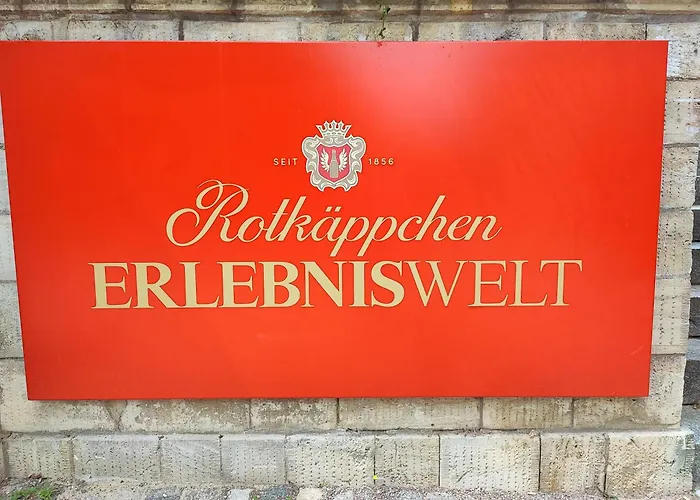 SEIT 1856
Rotkäppchen
ERLEBNISWELT